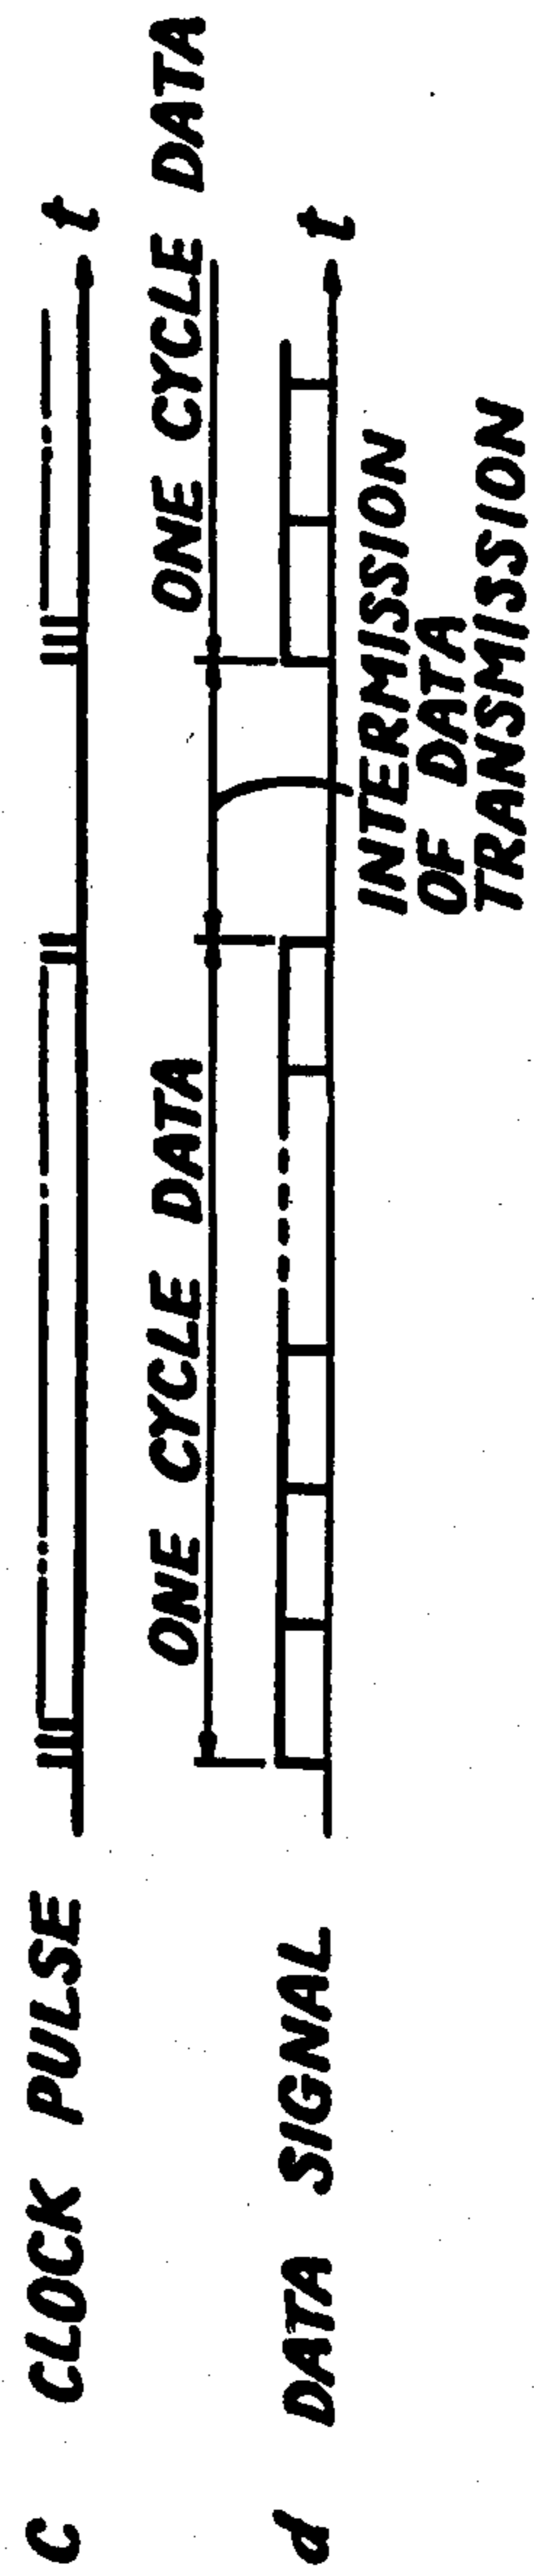 c CLOCK PULSE
t
ONE CYCLE DATA
ONE CYCLE DATA
d DATA SIGNAL
t
INTERMISSION
OF DATA
TRANSMISSION